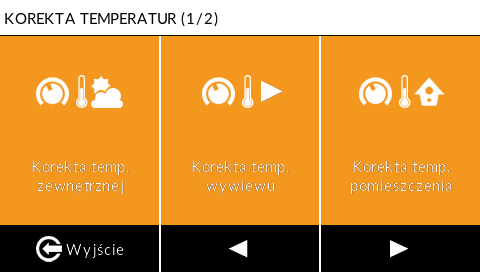 KOREKTA TEMPERATUR (1/2)
Korekta temp.
zewnętrznej
Korekta temp.
wywiewu
Korekta temp.
pomieszczenia
Wyjście